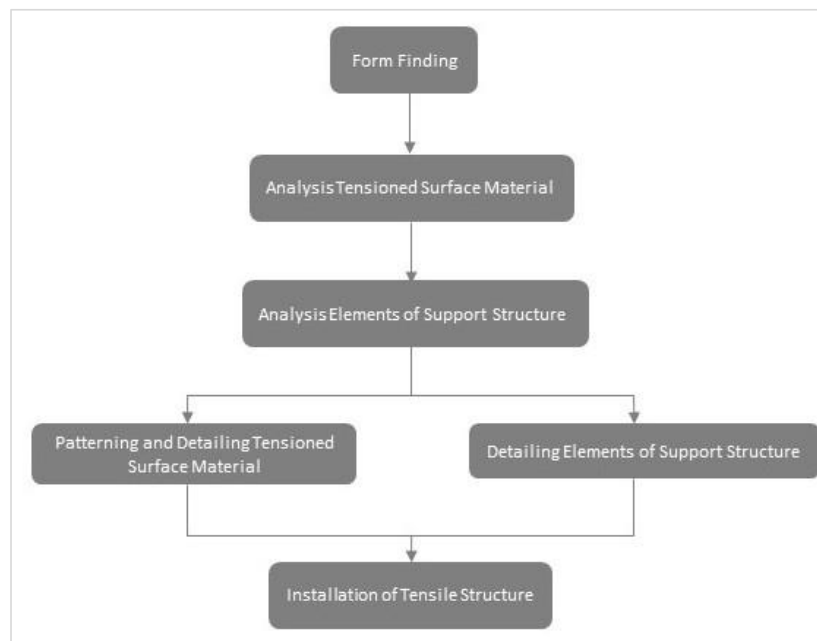 Form Finding
Analysis Tensioned Surface Material
Analysis Elements of Support Structure
Patterning and Detailing Tensioned
Surface Material
Detailing Elements of Support Structure
Installation of Tensile Structure